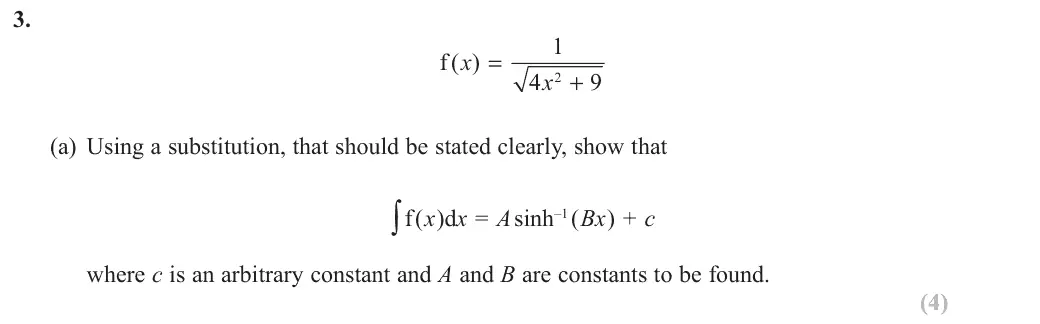 3.
f(x) = 1/√(4x² + 9)
(a) Using a substitution, that should be stated clearly, show that
∫f(x)dx = A sinh⁻¹(Bx) + c
where c is an arbitrary constant and A and B are constants to be found.
(4)